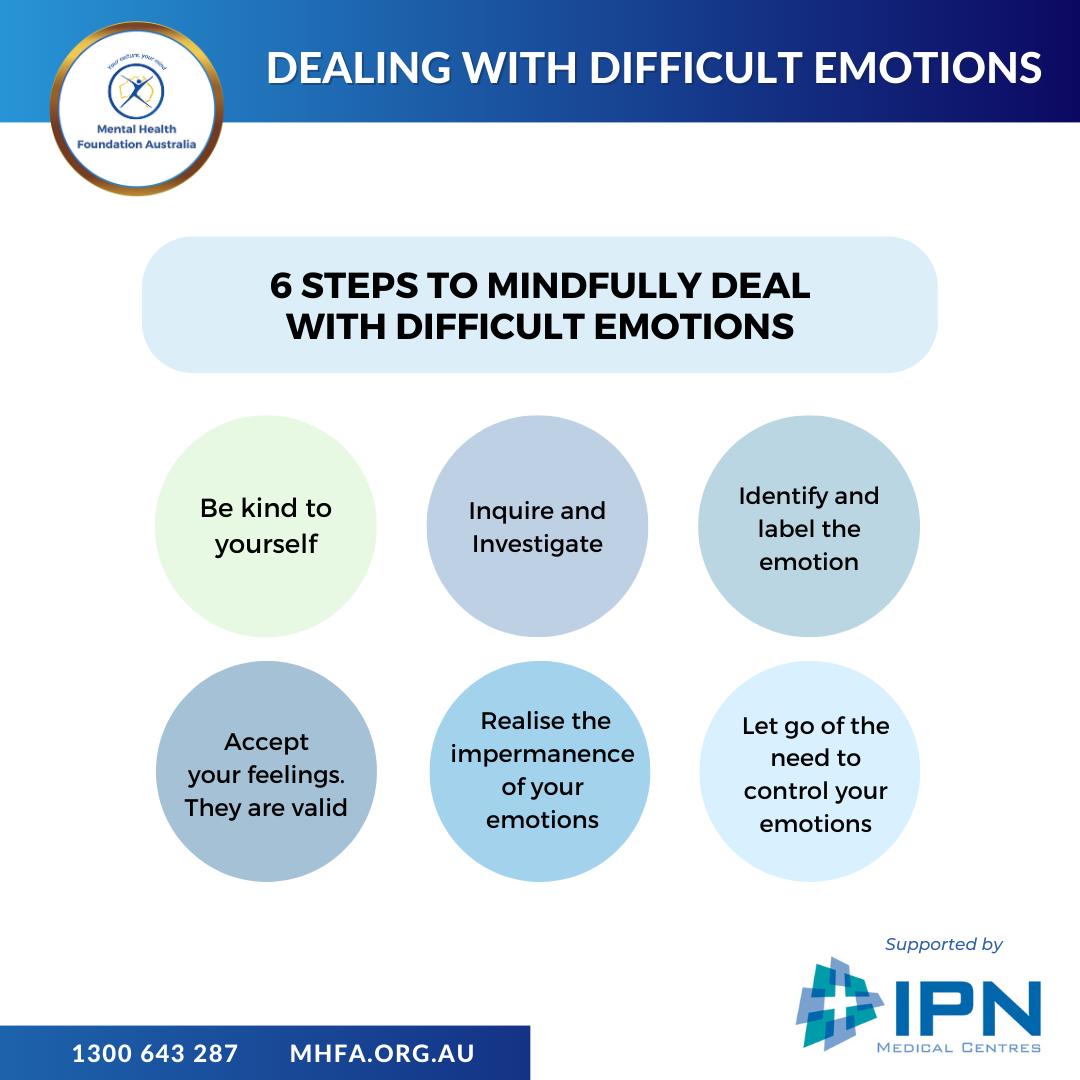 DEALING WITH DIFFICULT EMOTIONS
Your culture, your mind
Mental Health
Foundation Australia
6 STEPS TO MINDFULLY DEAL
WITH DIFFICULT EMOTIONS
Be kind to
yourself
Inquire and
Investigate
Identify and
label the
emotion
Accept
your feelings.
They are valid
Realise the
impermanence
of your
emotions
Let go of the
need to
control your
emotions
Supported by
IPN
MEDICAL CENTRES
1300 643 287
MHFA.ORG.AU